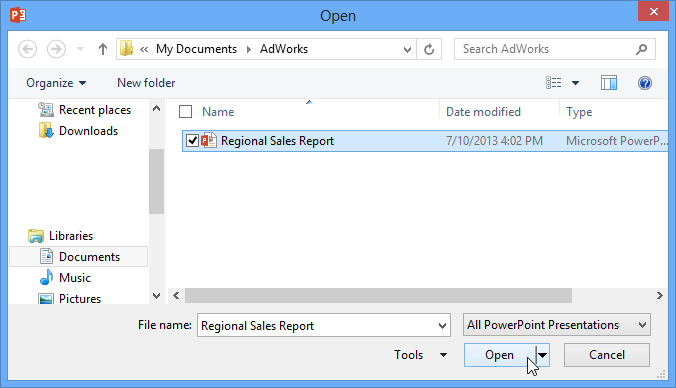 Open
« My Documents ▸ AdWorks
Search AdWorks
Organize
New folder
Recent places
Downloads
Libraries
Documents
Music
Pictures
Name
Date modified
Type
Regional Sales Report
7/10/2013 4:02 PM
Microsoft PowerP...
File name:
Regional Sales Report
All PowerPoint Presentations
Tools
Open
Cancel